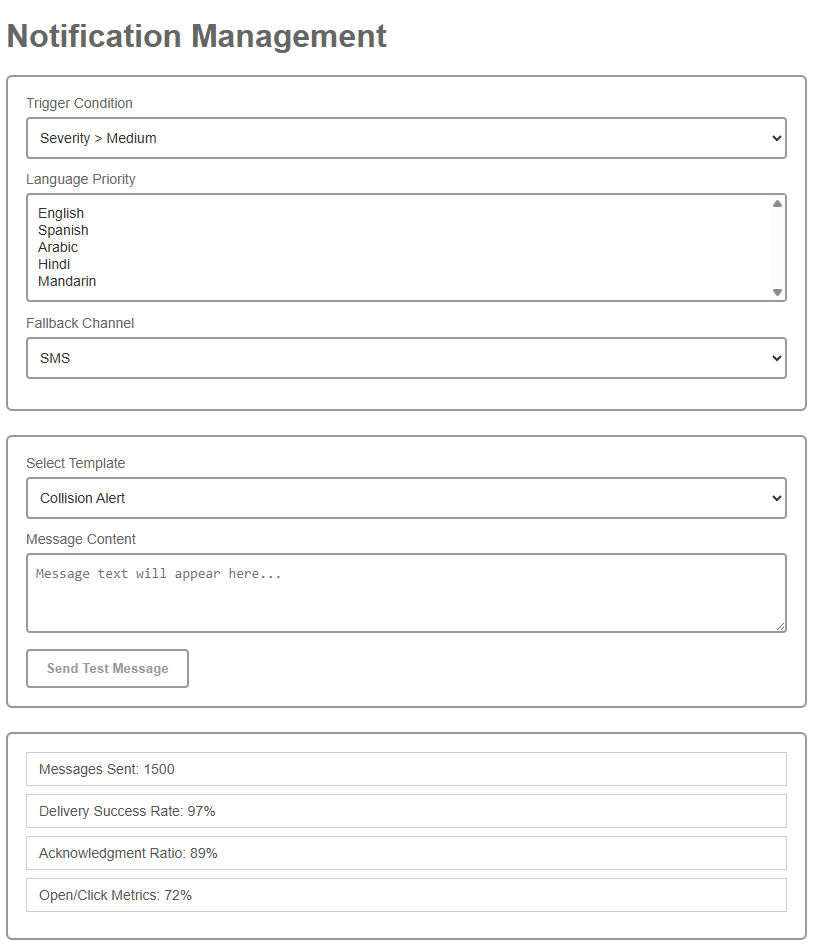 Notification Management
Trigger Condition
Severity > Medium
Language Priority
English
Spanish
Arabic
Hindi
Mandarin
Fallback Channel
SMS
Select Template
Collision Alert
Message Content
Message text will appear here...
Send Test Message
Messages Sent: 1500
Delivery Success Rate: 97%
Acknowledgment Ratio: 89%
Open/Click Metrics: 72%